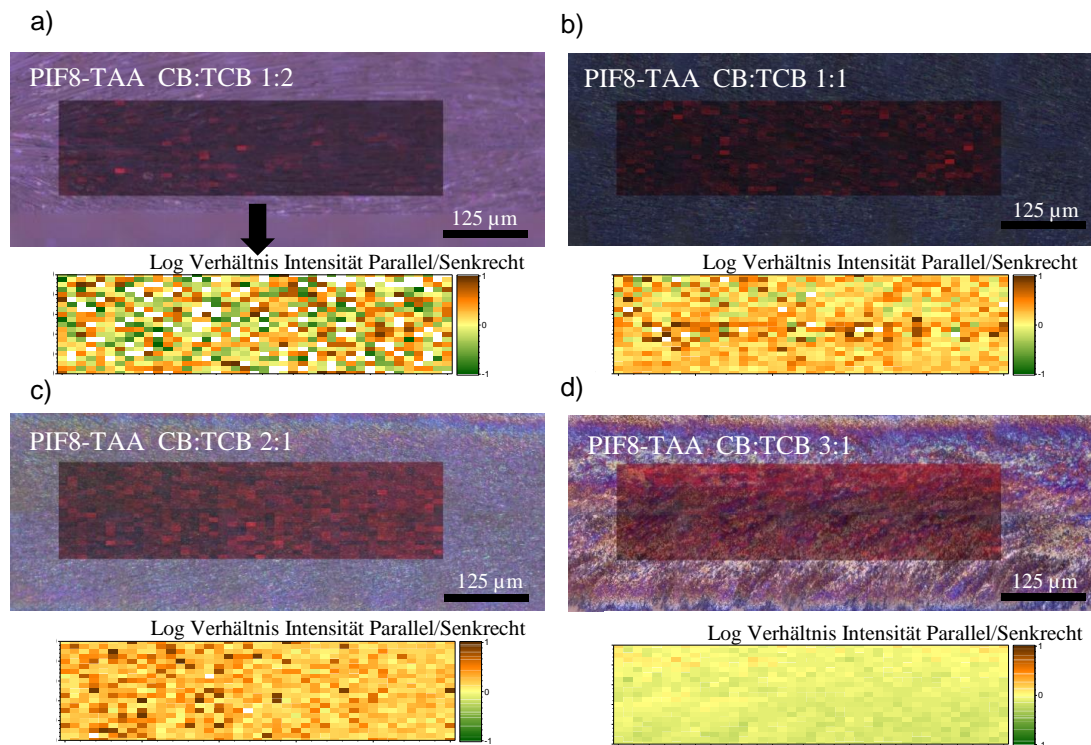 a)
PIF8-TAA CB:TCB 1:2
125 µm
Log Verhältnis Intensität Parallel/Senkrecht
1
0
-1
b)
PIF8-TAA CB:TCB 1:1
125 µm
Log Verhältnis Intensität Parallel/Senkrecht
1
0
-1
c)
PIF8-TAA CB:TCB 2:1
125 µm
Log Verhältnis Intensität Parallel/Senkrecht
1
0
-1
d)
PIF8-TAA CB:TCB 3:1
125 µm
Log Verhältnis Intensität Parallel/Senkrecht
1
0
-1